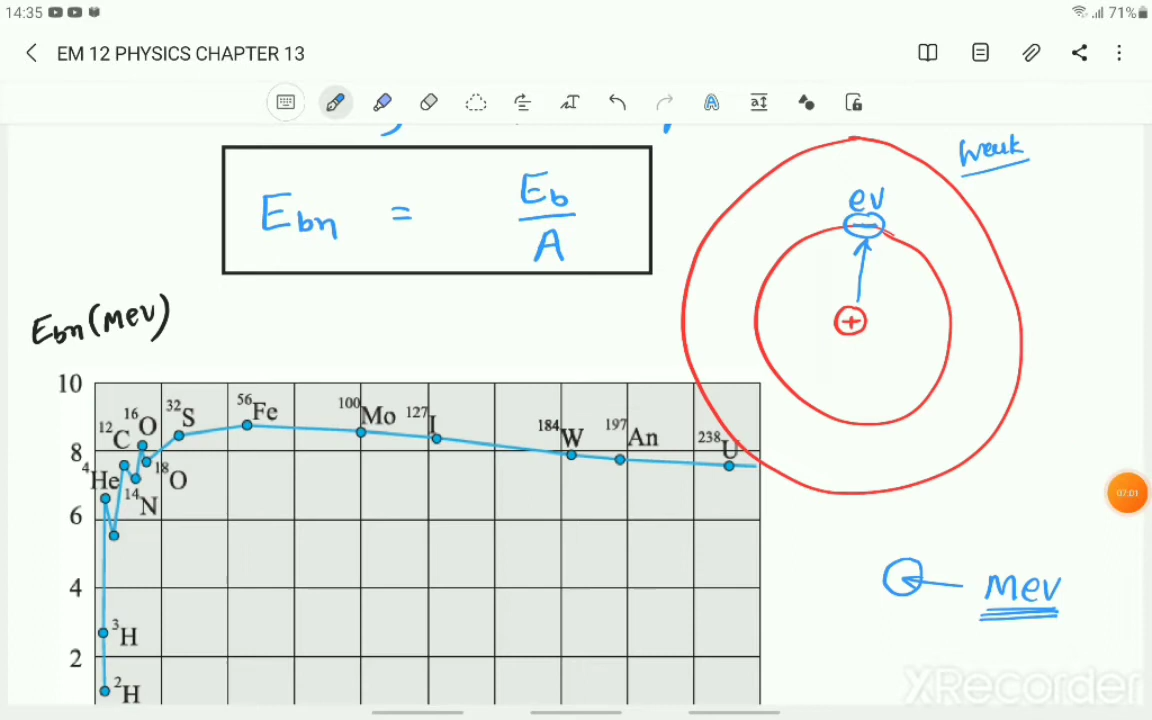 14:35 71%
EM 12 PHYSICS CHAPTER 13
Ebn = Eb / A
weak
ev
+
Ebn (Mev)
10
8
6
4
2
4He
12C
14N
16O
18O
32S
56Fe
100Mo
127I
184W
197An
238U
3H
2H
07:01
Mev
XRecorder